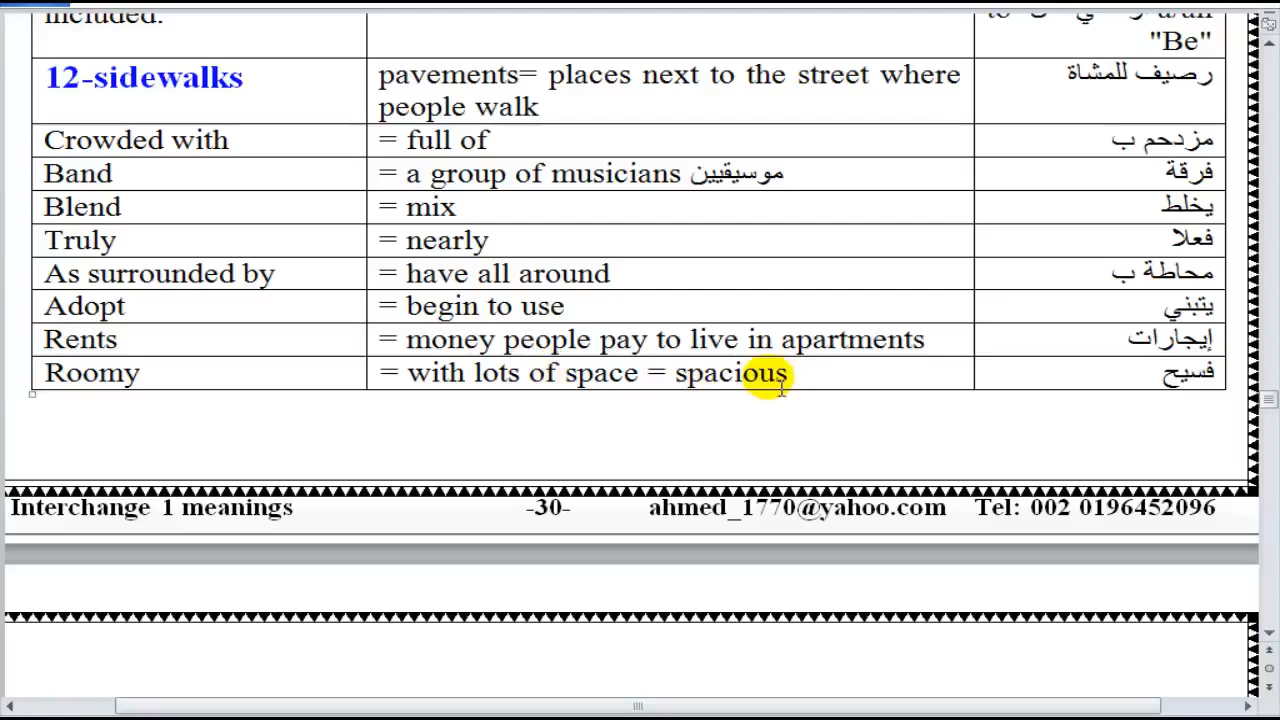 included.
to
"Be"
12-sidewalks
pavements= places next to the street where
people walk
رصيف للمشاة
Crowded with
= full of
مزدحم ب
Band
= a group of musicians موسيقيين
فرقة
Blend
= mix
يخلط
Truly
= nearly
فعلا
As surrounded by
= have all around
محاطة ب
Adopt
= begin to use
يتبني
Rents
= money people pay to live in apartments
إيجارات
Roomy
= with lots of space = spacious
فسيح
Interchange 1 meanings -30- ahmed_1770@yahoo.com Tel: 002 0196452096